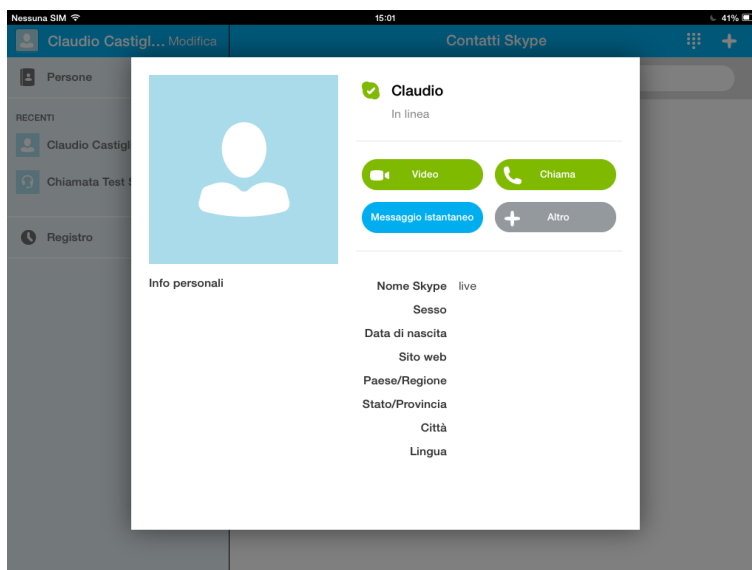 Nessuna SIM 15:01 41%
Claudio Castigl... Modifica Contatti Skype
Persone
RECENTI
Claudio Castigl
Chiamata Test
Registro
Claudio
In linea
Video Chiama
Messaggio istantaneo Altro
Info personali
Nome Skype live
Sesso
Data di nascita
Sito web
Paese/Regione
Stato/Provincia
Città
Lingua